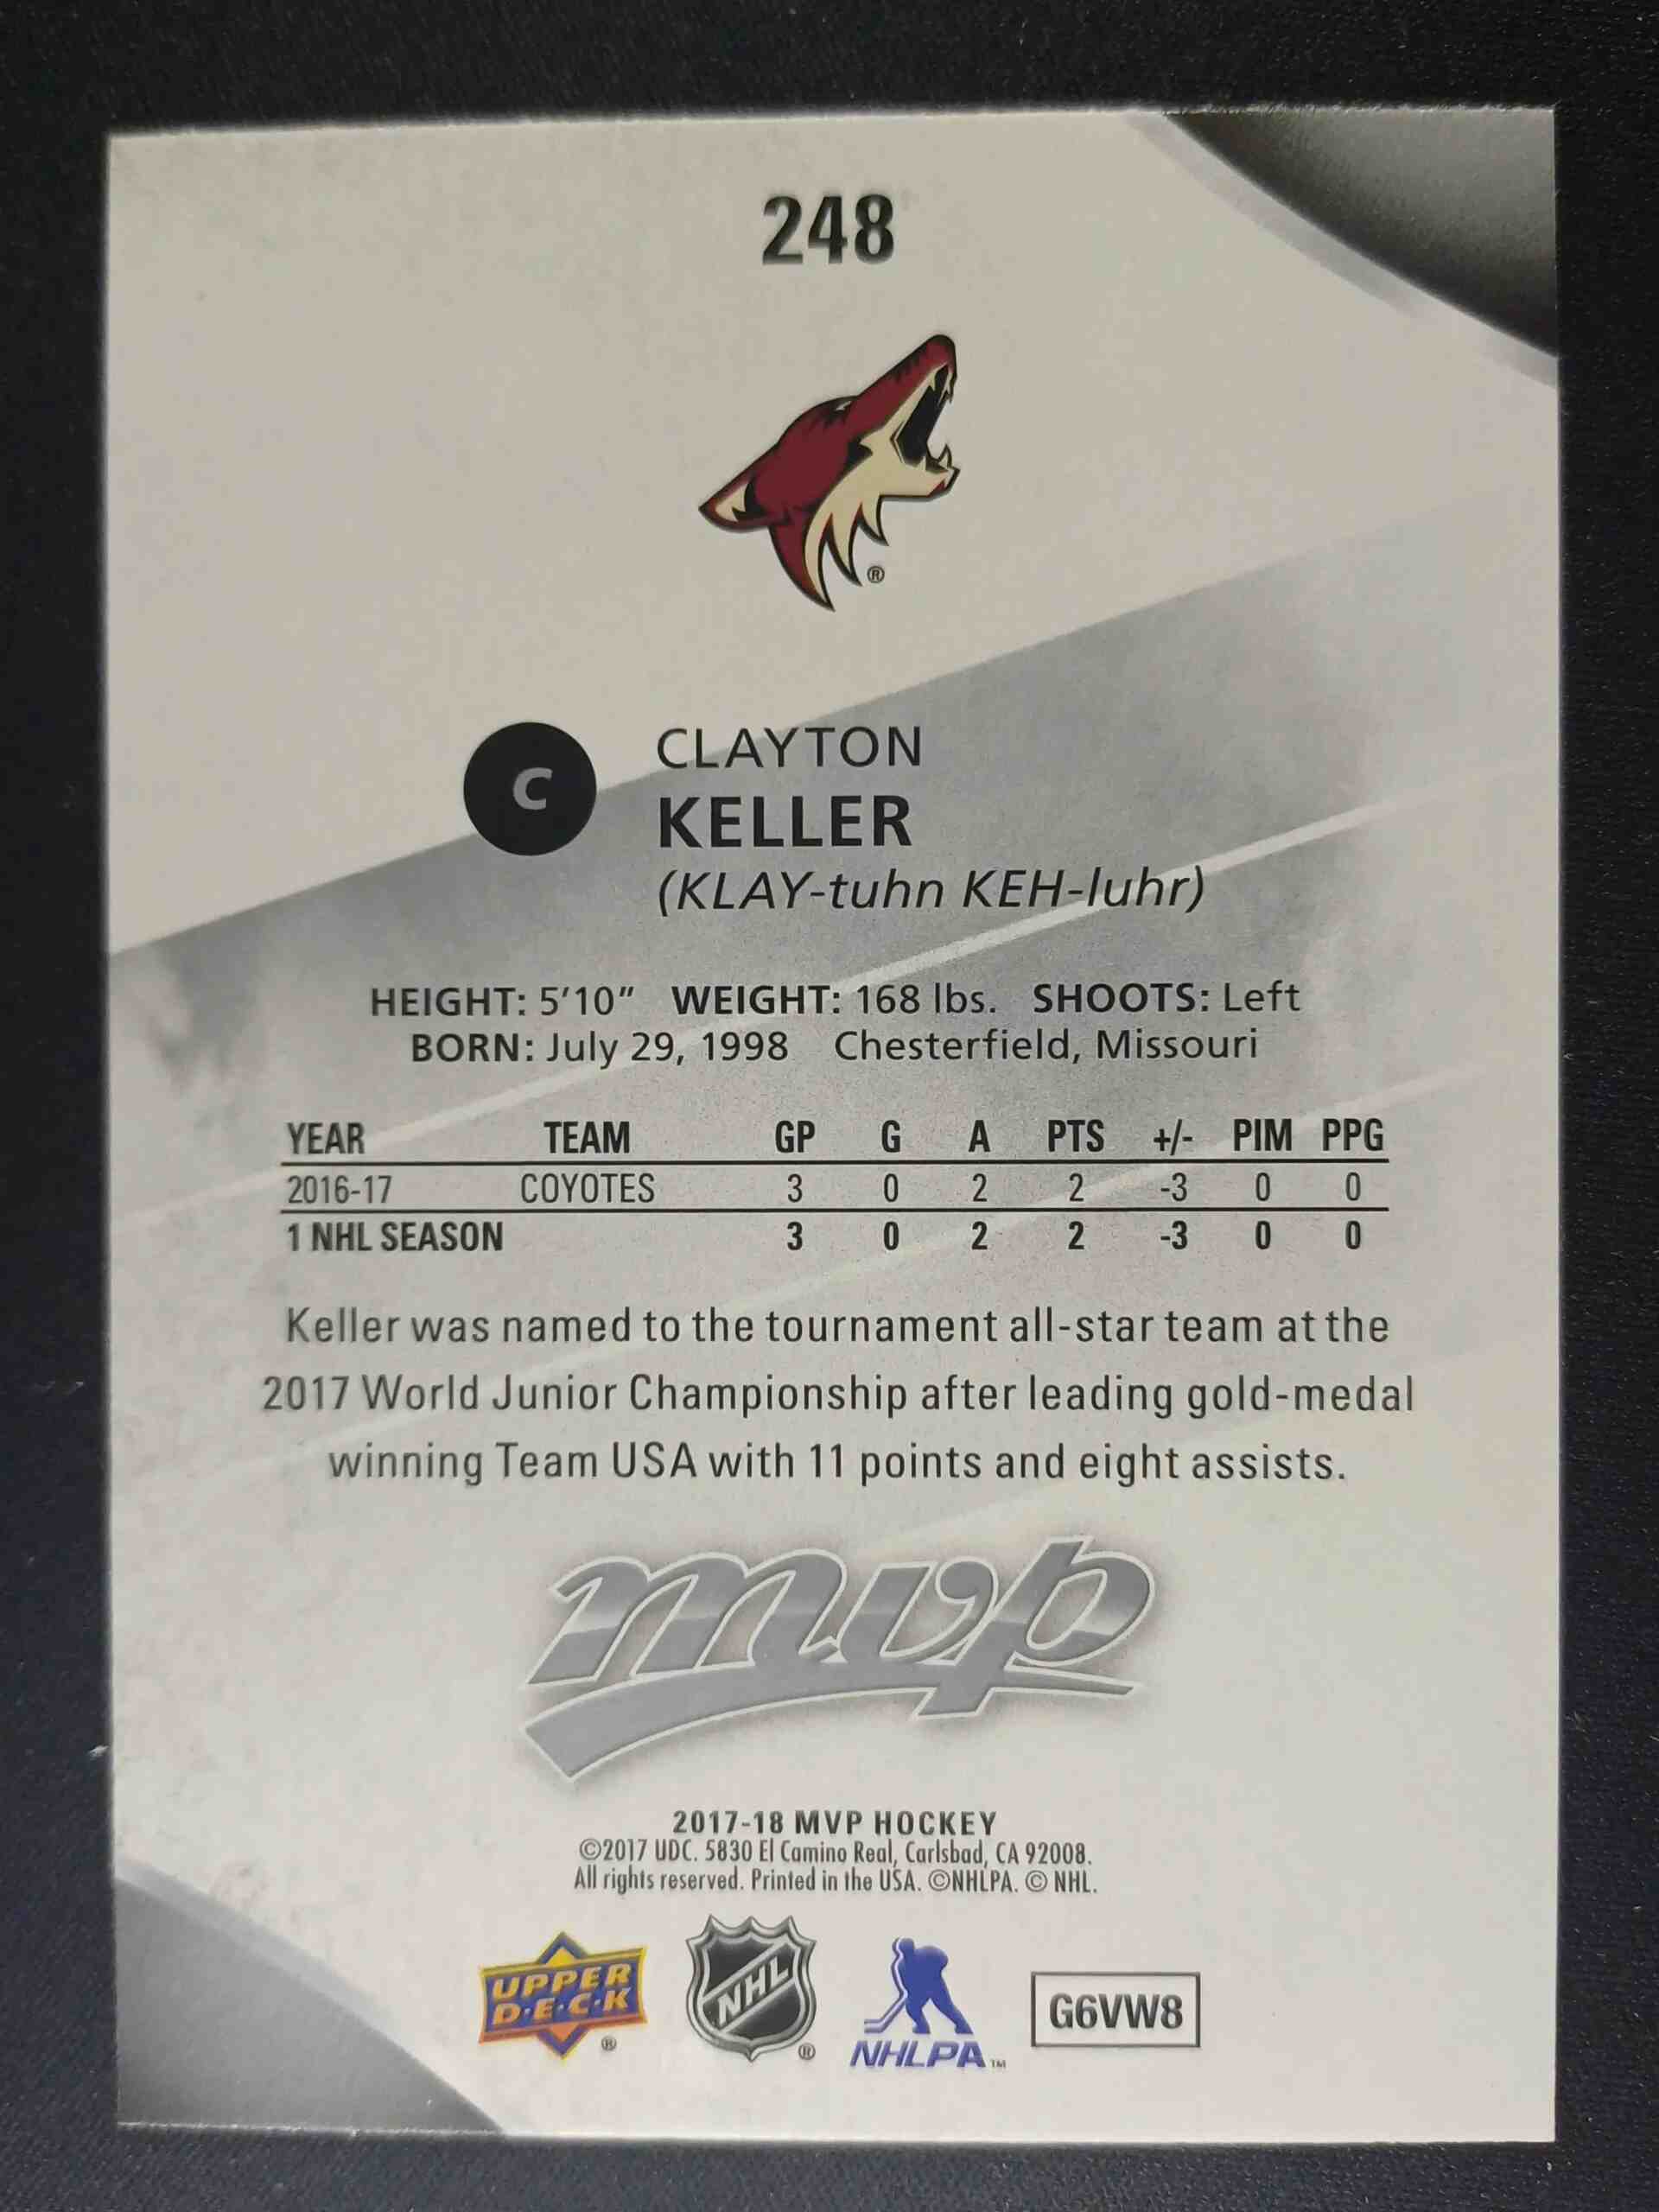 248
®
C
CLAYTON
KELLER
(KLAY-tuhn KEH-luhr)
HEIGHT: 5'10" WEIGHT: 168 lbs. SHOOTS: Left
BORN: July 29, 1998 Chesterfield, Missouri
YEAR TEAM GP G A PTS +/- PIM PPG
2016-17 COYOTES 3 0 2 2 -3 0 0
1 NHL SEASON 3 0 2 2 -3 0 0
Keller was named to the tournament all-star team at the
2017 World Junior Championship after leading gold-medal
winning Team USA with 11 points and eight assists.
mvp
2017-18 MVP HOCKEY
©2017 UDC. 5830 El Camino Real, Carlsbad, CA 92008.
All rights reserved. Printed in the USA. ©NHLPA. © NHL.
UPPER
D·E·C·K ®
NHL ®
NHLPA ™
G6VW8